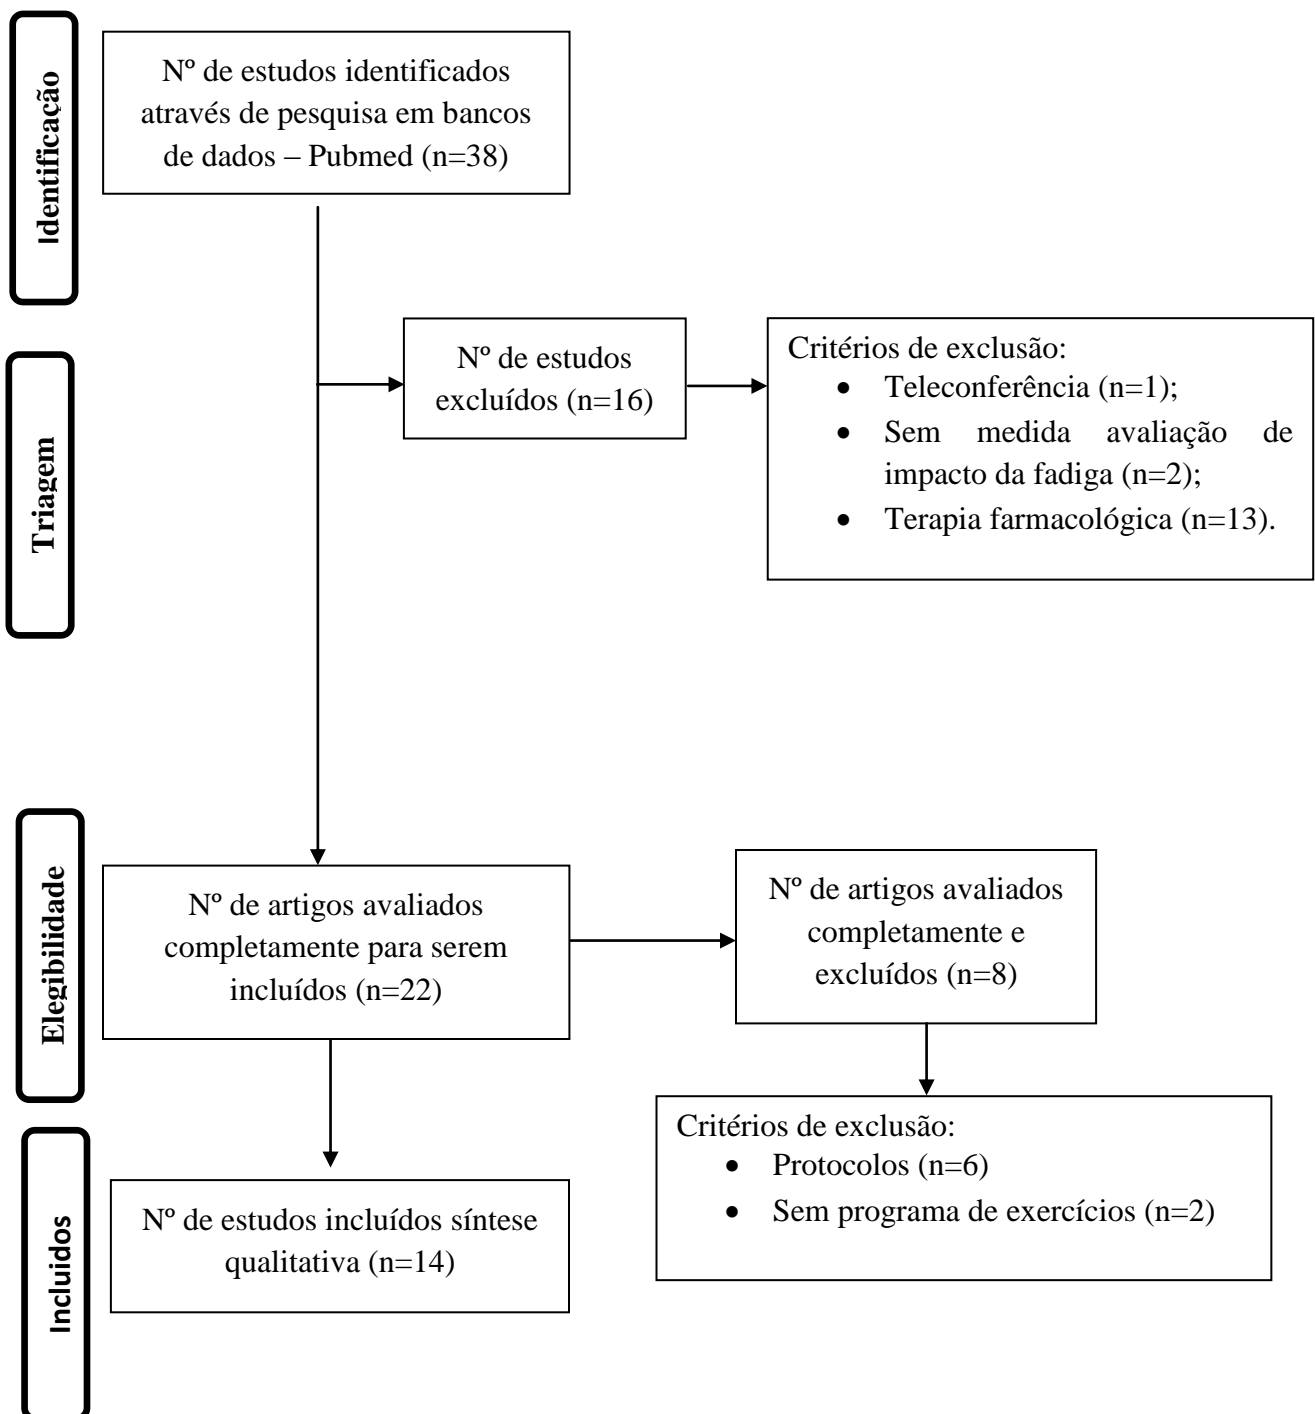 Identificação
Nº de estudos identificados
através de pesquisa em bancos
de dados – Pubmed (n=38)
Triagem
Nº de estudos
excluídos (n=16)
Critérios de exclusão:
• Teleconferência (n=1);
• Sem medida avaliação de
impacto da fadiga (n=2);
• Terapia farmacológica (n=13).
Elegibilidade
Nº de artigos avaliados
completamente para serem
incluídos (n=22)
Nº de artigos avaliados
completamente e
excluídos (n=8)
Critérios de exclusão:
• Protocolos (n=6)
• Sem programa de exercícios (n=2)
Incluidos
Nº de estudos incluídos síntese
qualitativa (n=14)